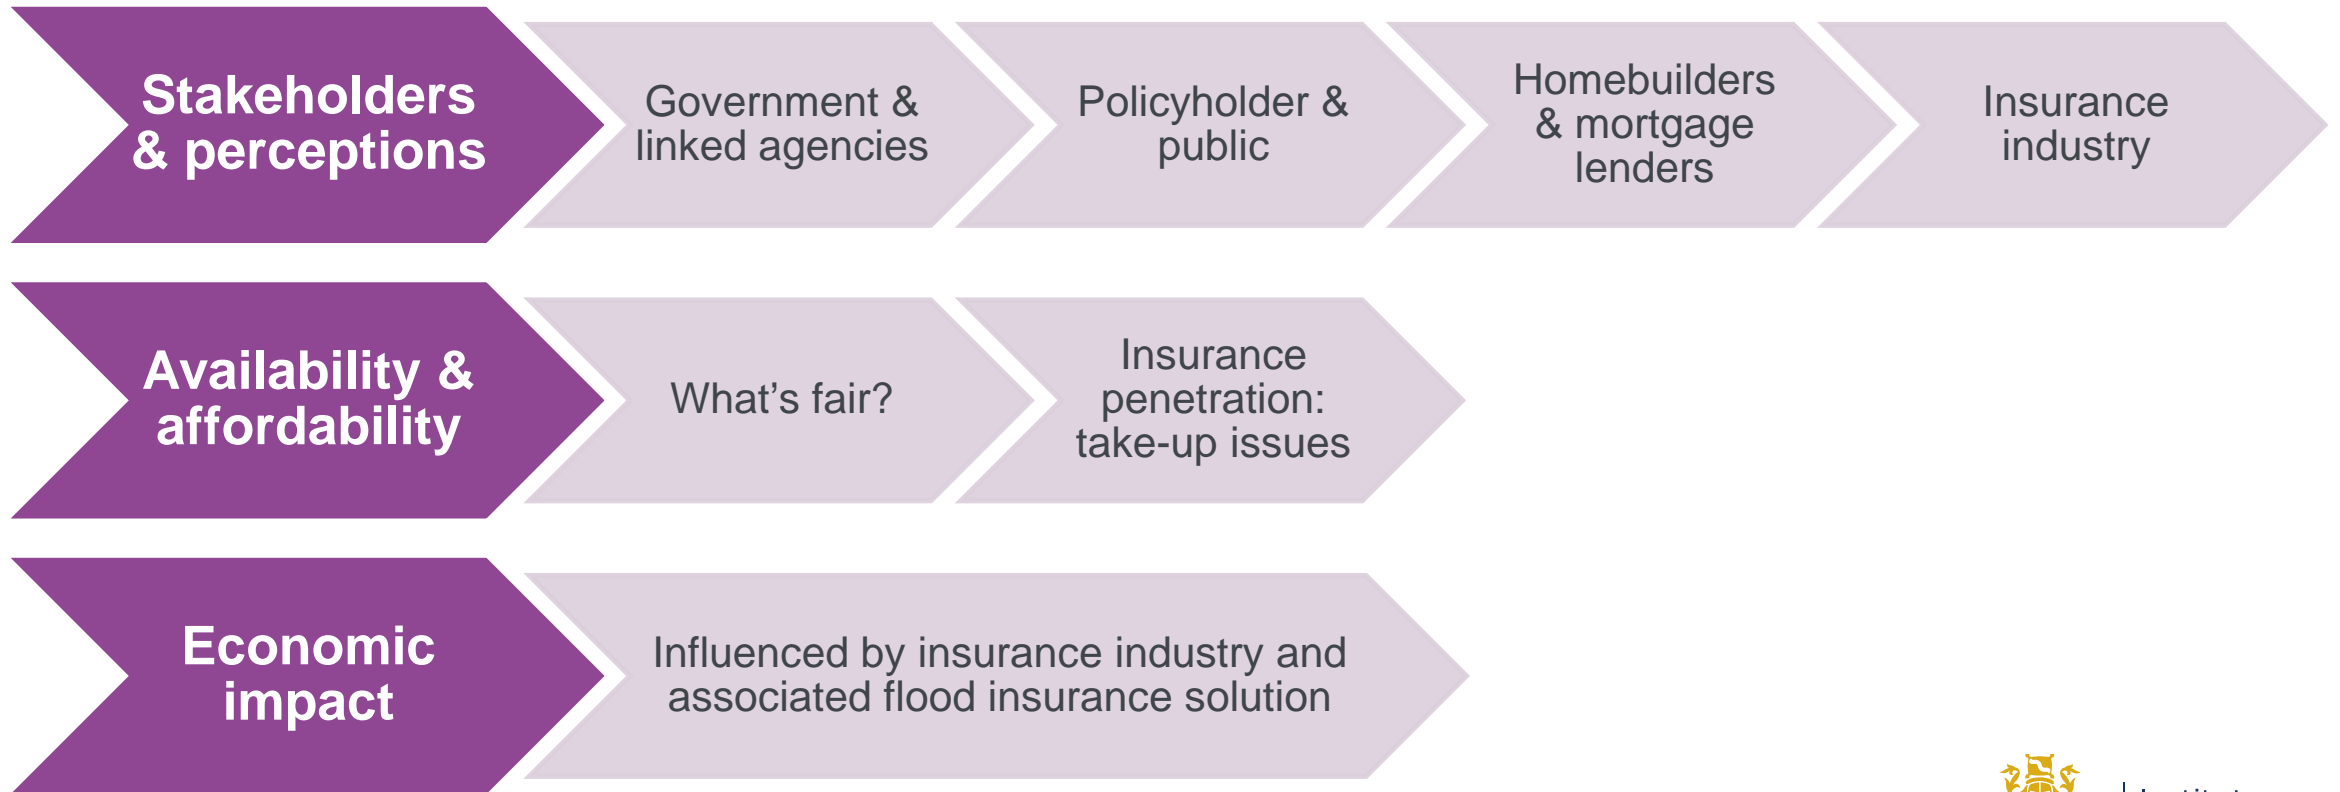 Stakeholders
& perceptions
Government &
linked agencies
Policyholder &
public
Homebuilders
& mortgage
lenders
Insurance
industry
Availability &
affordability
What’s fair?
Insurance
penetration:
take-up issues
Economic
impact
Influenced by insurance industry and
associated flood insurance solution